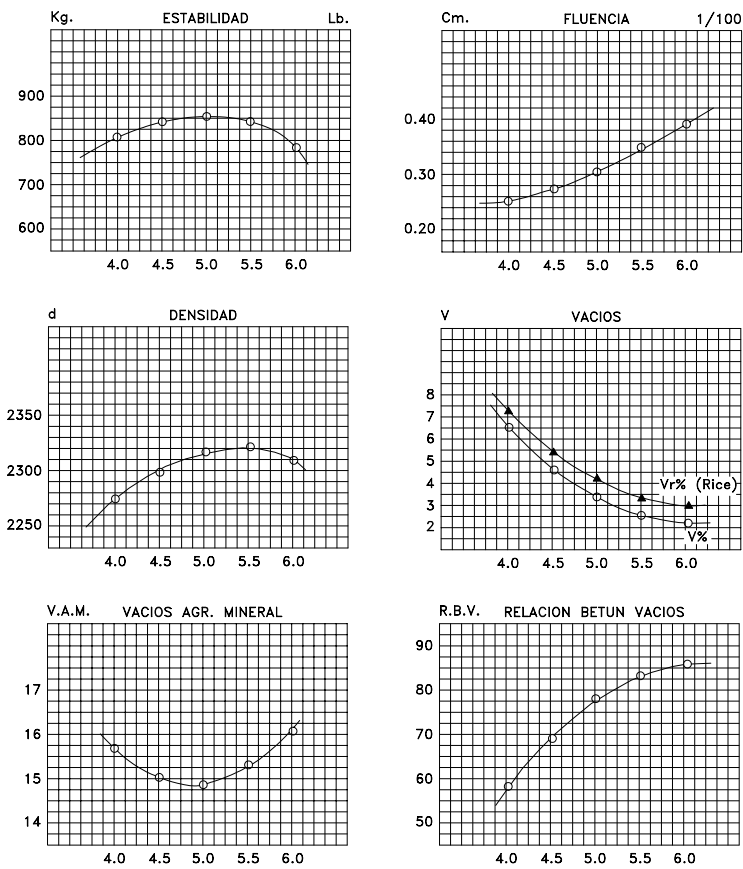 Kg. ESTABILIDAD Lb.
900
800
700
600
4.0 4.5 5.0 5.5 6.0
Cm. FLUENCIA 1/100
0.40
0.30
0.20
4.0 4.5 5.0 5.5 6.0
d DENSIDAD
2350
2300
2250
4.0 4.5 5.0 5.5 6.0
V VACIOS
8
7
6
5
4
Vr% (Rice)
3
2
V%
4.0 4.5 5.0 5.5 6.0
V.A.M. VACIOS AGR. MINERAL
17
16
15
14
4.0 4.5 5.0 5.5 6.0
R.B.V. RELACION BETUN VACIOS
90
80
70
60
50
4.0 4.5 5.0 5.5 6.0